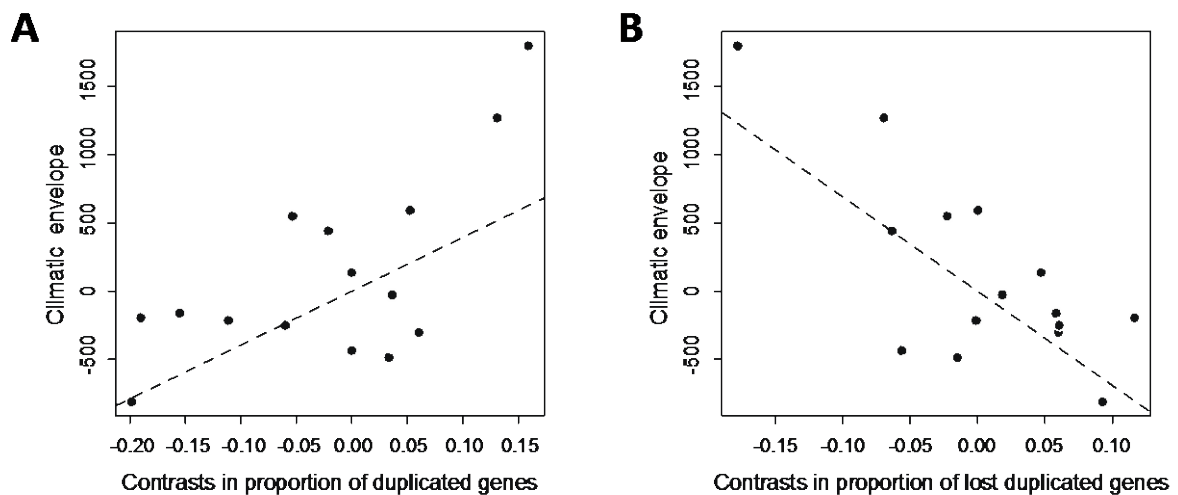 A
Climatic envelope
1500
1000
500
0
-500
-0.20 -0.15 -0.10 -0.05 0.00 0.05 0.10 0.15
Contrasts in proportion of duplicated genes
B
Climatic envelope
1500
1000
500
0
-500
-0.15 -0.10 -0.05 0.00 0.05 0.10
Contrasts in proportion of lost duplicated genes